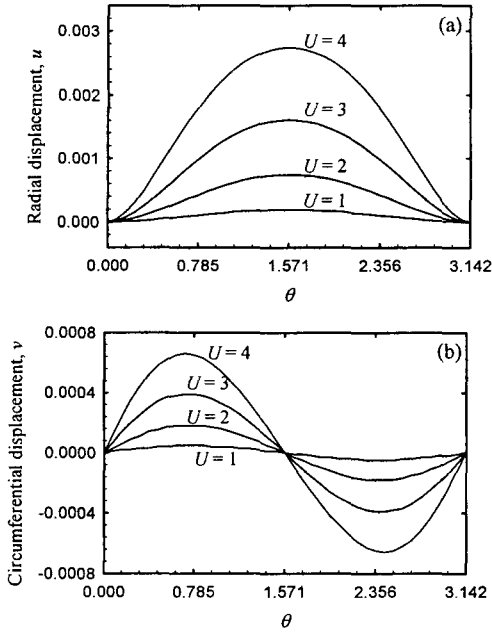 (a)
Radial displacement, u
0.003
0.002
0.001
0.000
U = 4
U = 3
U = 2
U = 1
0.000 0.785 1.571 2.356 3.142
θ
(b)
Circumferential displacement, v
0.0008
0.0004
0.0000
-0.0004
-0.0008
U = 4
U = 3
U = 2
U = 1
0.000 0.785 1.571 2.356 3.142
θ